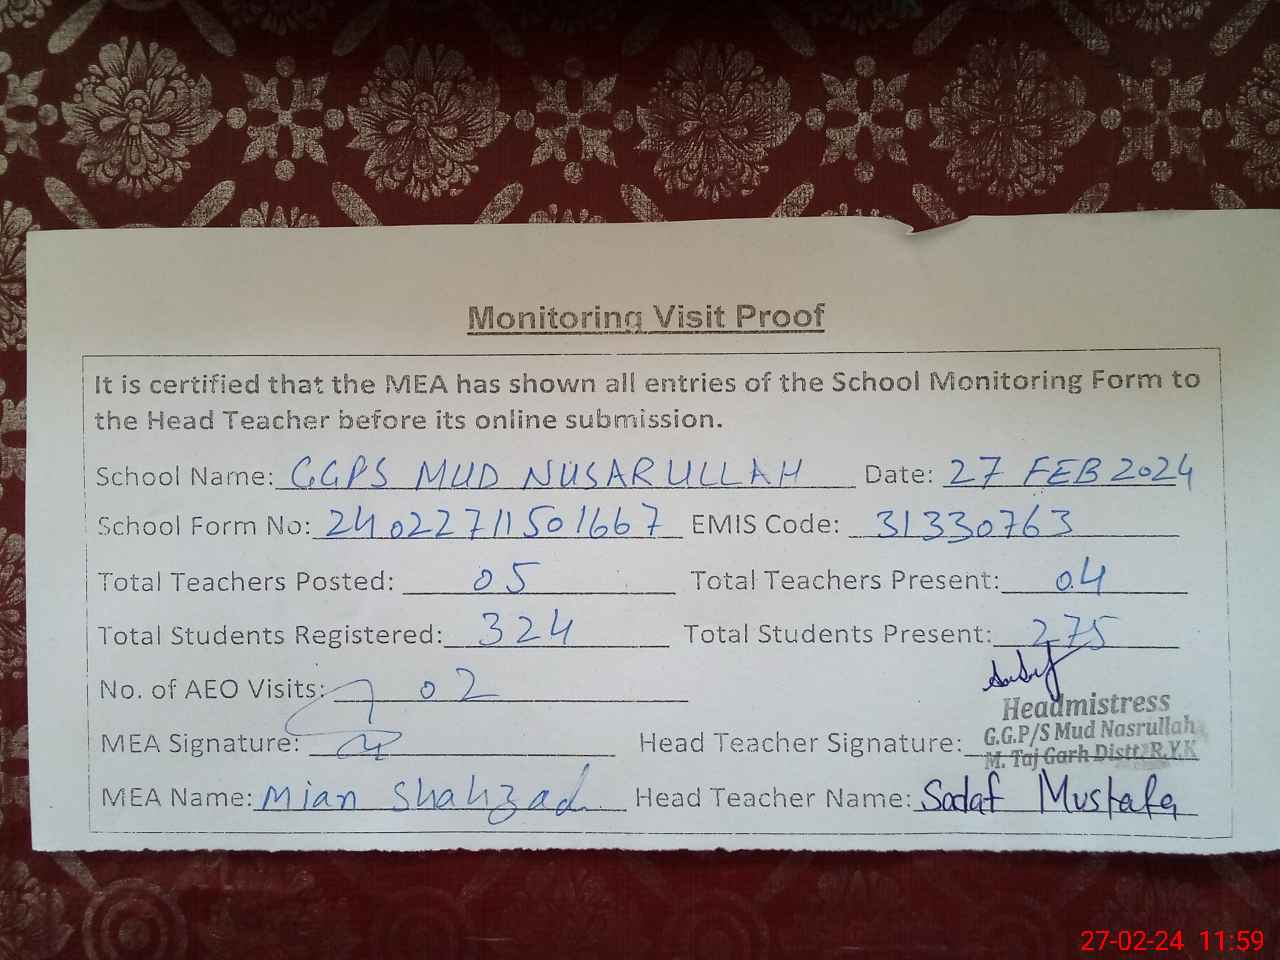 Monitoring Visit Proof
It is certified that the MEA has shown all entries of the School Monitoring Form to
the Head Teacher before its online submission.
School Name: GGPS MUD NUSARULLAH Date: 27 FEB 2024
School Form No: 24022711501667 EMIS Code: 31330763
Total Teachers Posted: 05 Total Teachers Present: 04
Total Students Registered: 324 Total Students Present: 275
No. of AEO Visits: 02
Headmistress
G.G.P/S Mud Nasrullah
M. Taj Garh Distt: R.Y.K
MEA Signature: Head Teacher Signature:
MEA Name: Mian Shahzad Head Teacher Name: Sadaf Mustafa
27-02-24 11:59